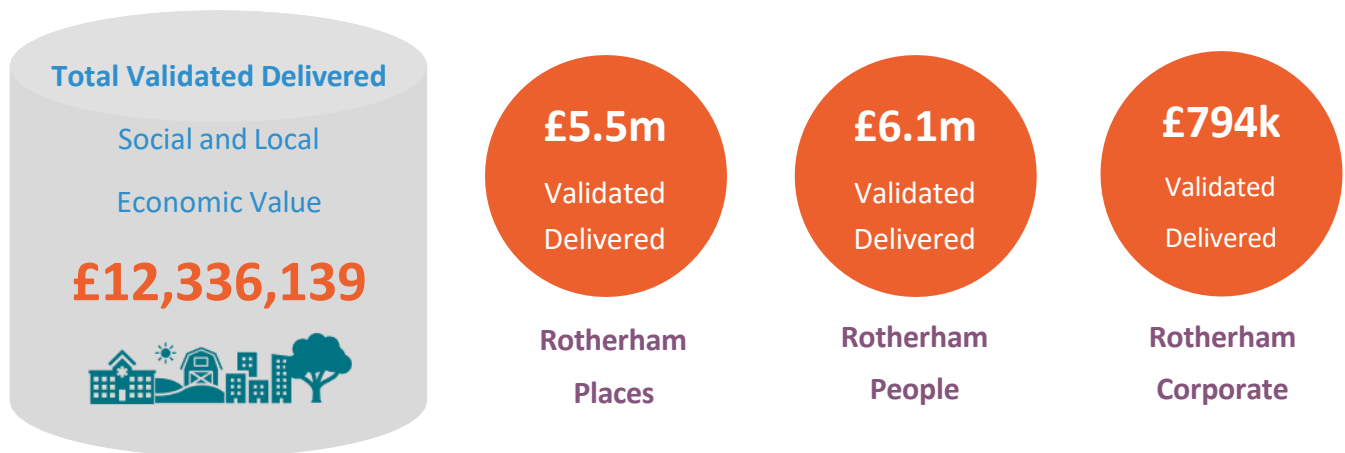 Total Validated Delivered
Social and Local
Economic Value
£12,336,139
£5.5m
Validated
Delivered
Rotherham
Places
£6.1m
Validated
Delivered
Rotherham
People
£794k
Validated
Delivered
Rotherham
Corporate